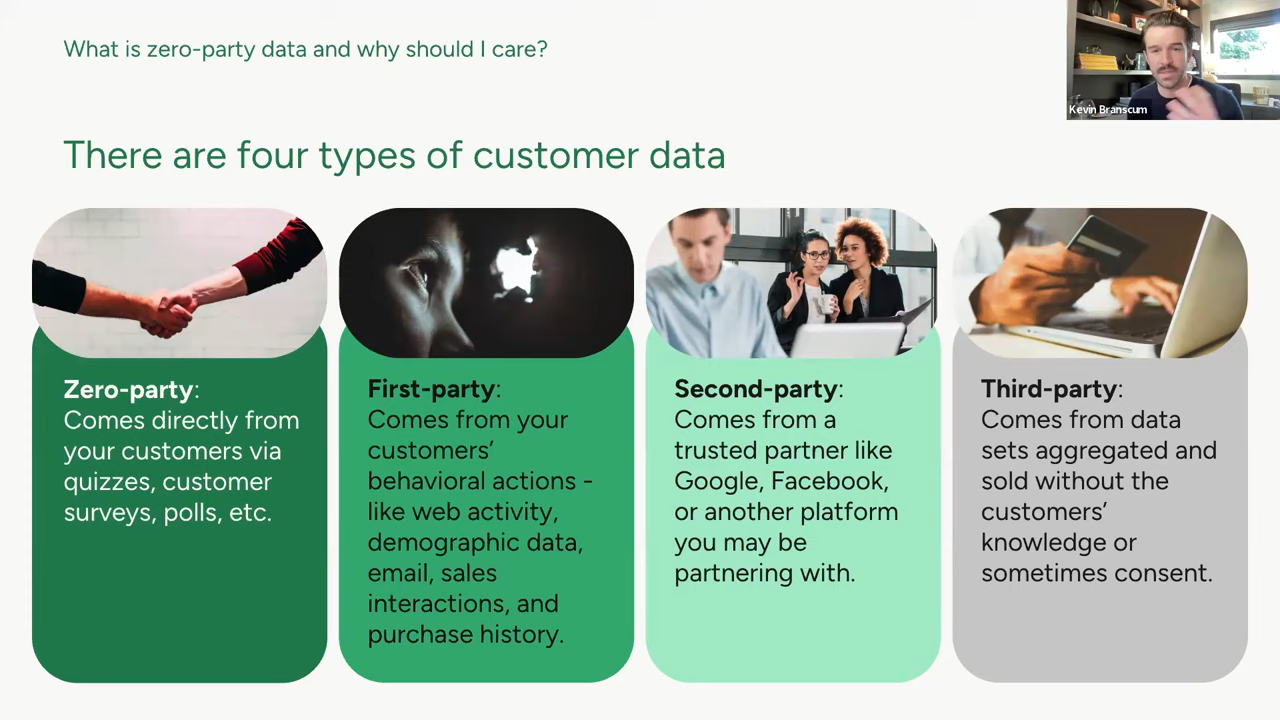 What is zero-party data and why should I care?
Kevin Branscum
There are four types of customer data
Zero-party:
Comes directly from
your customers via
quizzes, customer
surveys, polls, etc.
First-party:
Comes from your
customers’
behavioral actions -
like web activity,
demographic data,
email, sales
interactions, and
purchase history.
Second-party:
Comes from a
trusted partner like
Google, Facebook,
or another platform
you may be
partnering with.
Third-party:
Comes from data
sets aggregated and
sold without the
customers’
knowledge or
sometimes consent.